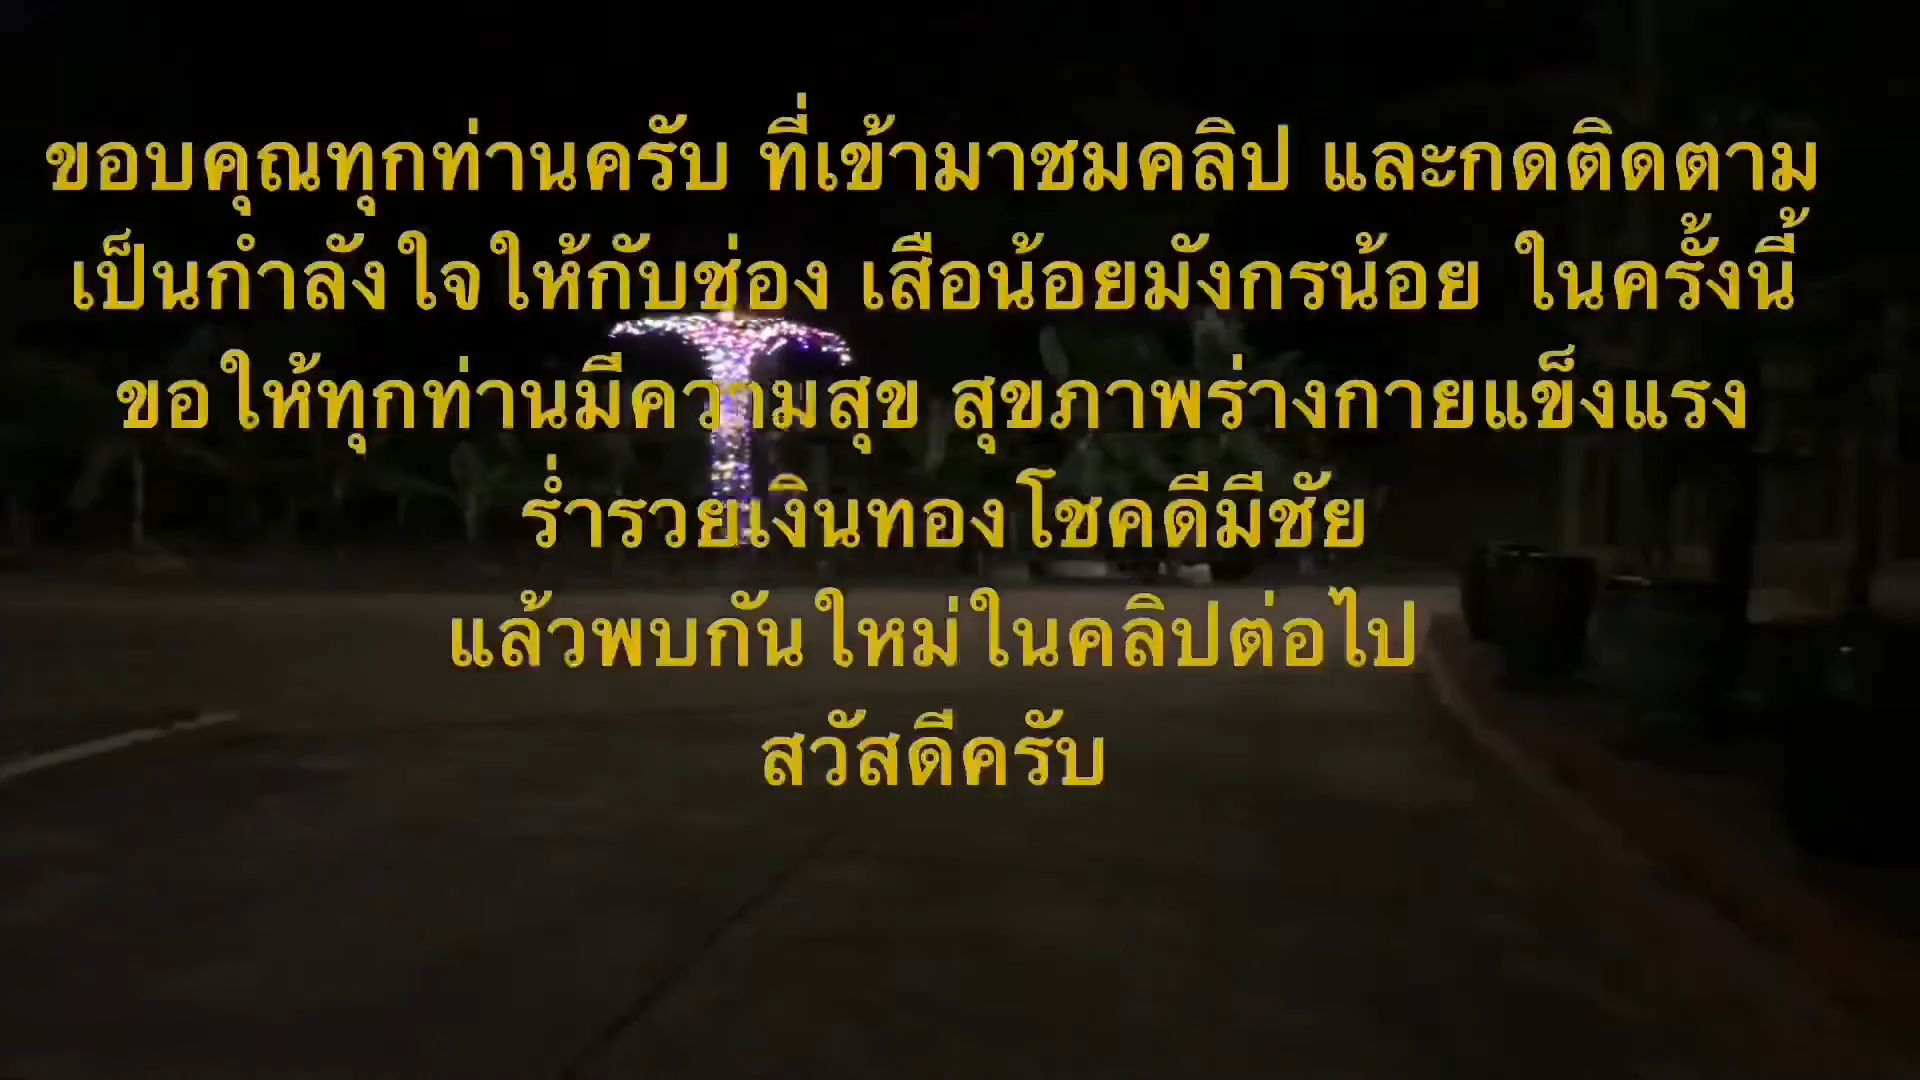 ขอบคุณทุกท่านครับ ที่เข้ามาชมคลิป และกดติดตาม
เป็นกำลังใจให้กับช่อง เสือน้อยมังกรน้อย ในครั้งนี้
ขอให้ทุกท่านมีความสุข สุขภาพร่างกายแข็งแรง
ร่ำรวยเงินทองโชคดีมีชัย
แล้วพบกันใหม่ในคลิปต่อไป
สวัสดีครับ